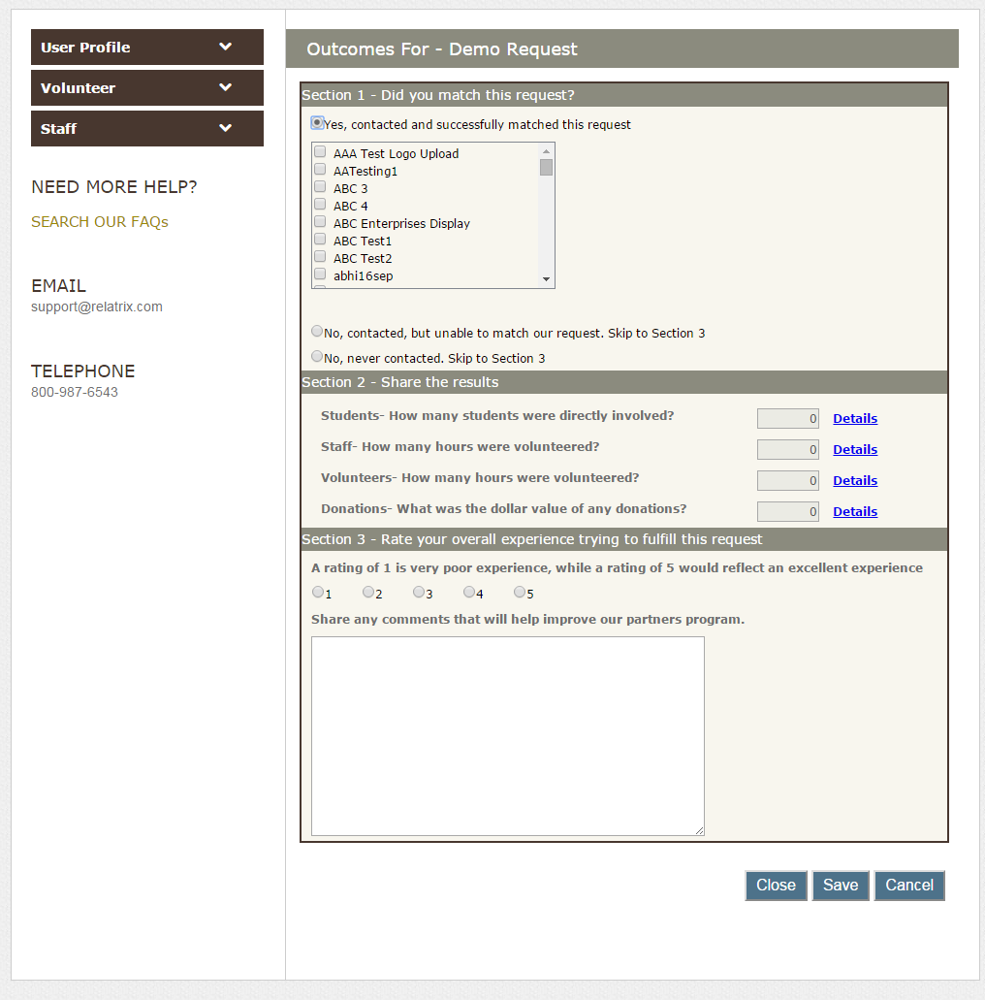 User Profile
Volunteer
Staff
NEED MORE HELP?
SEARCH OUR FAQs
EMAIL
support@relatrix.com
TELEPHONE
800-987-6543
Outcomes For - Demo Request
Section 1 - Did you match this request?
Yes, contacted and successfully matched this request
AAA Test Logo Upload
AATesting1
ABC 3
ABC 4
ABC Enterprises Display
ABC Test1
ABC Test2
abhi16sep
No, contacted, but unable to match our request. Skip to Section 3
No, never contacted. Skip to Section 3
Section 2 - Share the results
Students- How many students were directly involved? 0 Details
Staff- How many hours were volunteered? 0 Details
Volunteers- How many hours were volunteered? 0 Details
Donations- What was the dollar value of any donations? 0 Details
Section 3 - Rate your overall experience trying to fulfill this request
A rating of 1 is very poor experience, while a rating of 5 would reflect an excellent experience
1 2 3 4 5
Share any comments that will help improve our partners program.
Close Save Cancel